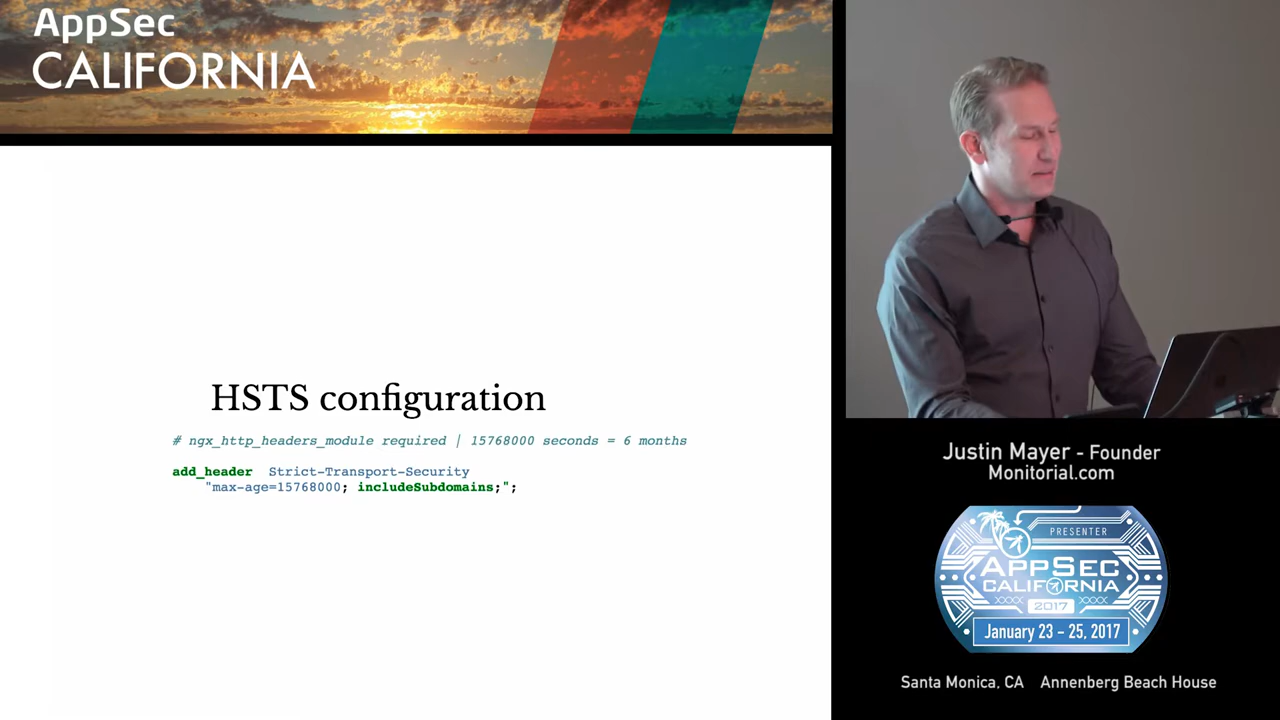 AppSec
CALIFORNIA
HSTS configuration
# ngx_http_headers_module required | 15768000 seconds = 6 months
add_header  Strict-Transport-Security
"max-age=15768000; includeSubdomains;";
Justin Mayer - Founder
Monitorial.com
PRESENTER
APPSEC
CALIFORNIA
2017
January 23 - 25, 2017
Santa Monica, CA    Annenberg Beach House